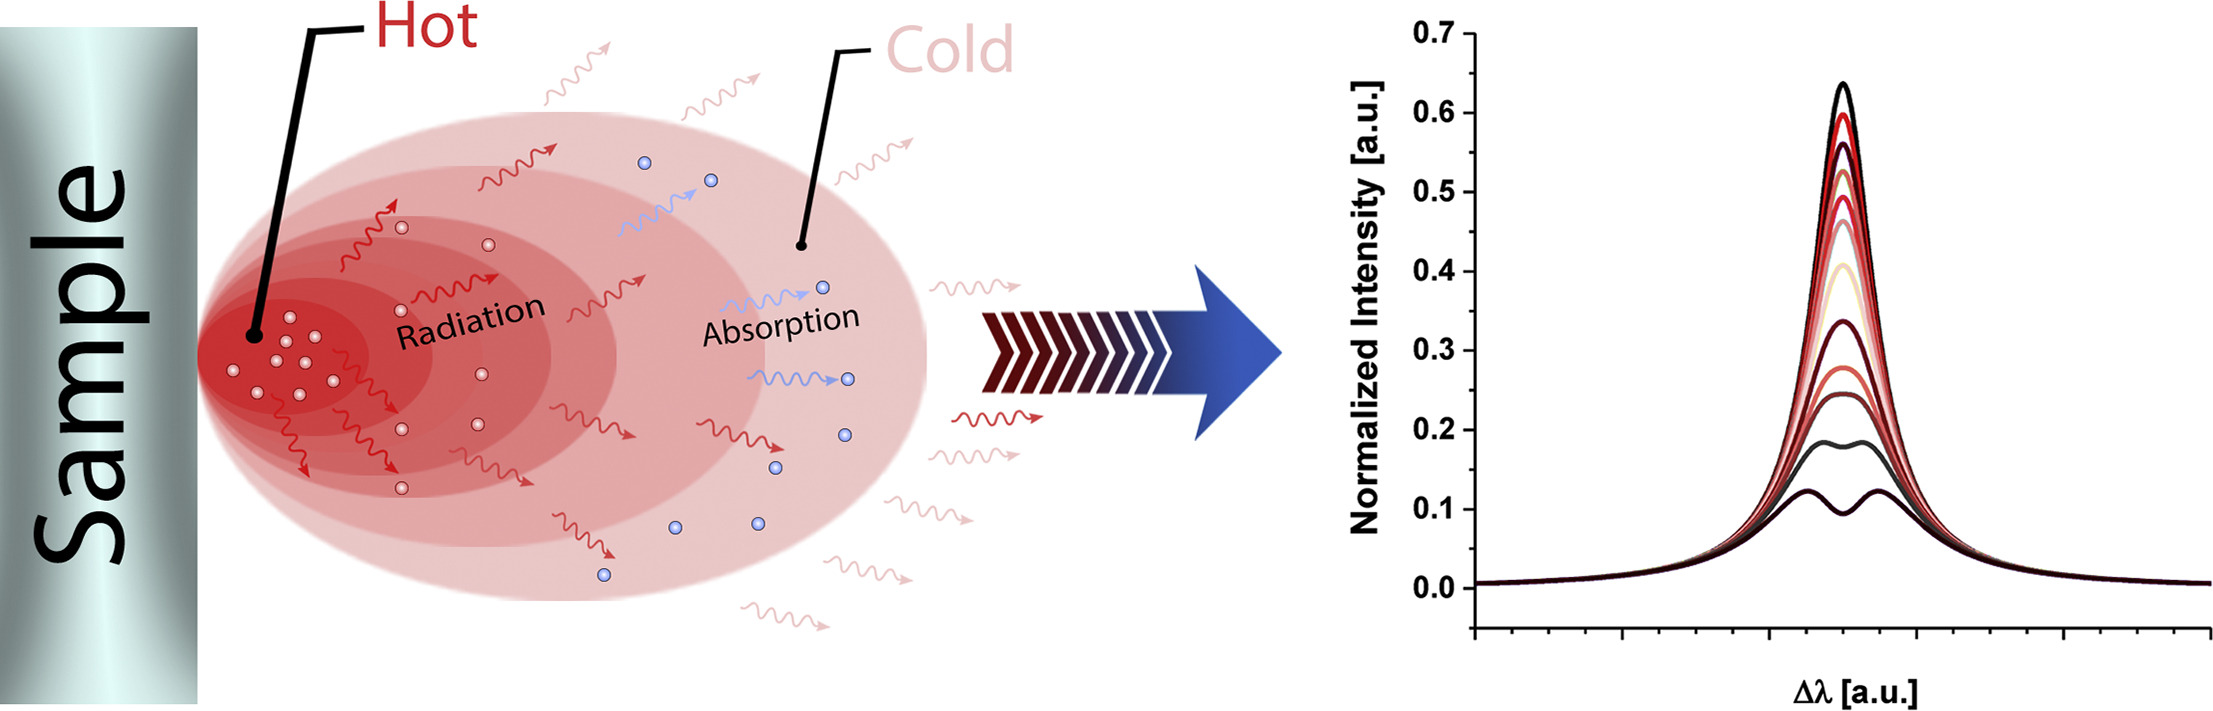 Sample
Hot
Cold
Radiation
Absorption
Normalized Intensity [a.u.]
0.7
0.6
0.5
0.4
0.3
0.2
0.1
0.0
Δλ [a.u.]